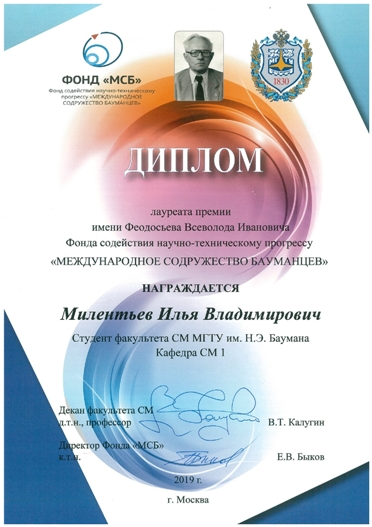 ФОНД «МСБ»
Фонд содействия научно-техническому
прогрессу «МЕЖДУНАРОДНОЕ
СОДРУЖЕСТВО БАУМАНЦЕВ»
1830
ДИПЛОМ
лауреата премии
имени Феодосьева Всеволода Ивановича
Фонда содействия научно-техническому прогрессу
«МЕЖДУНАРОДНОЕ СОДРУЖЕСТВО БАУМАНЦЕВ»
НАГРАЖДАЕТСЯ
Милентьев Илья Владимирович
Студент факультета СМ МГТУ им. Н.Э. Баумана
Кафедра СМ 1
Декан факультета СМ
д.т.н., профессор В.Т. Калугин
Директор Фонда «МСБ»
к.т.н. Е.В. Быков
2019 г.
г. Москва